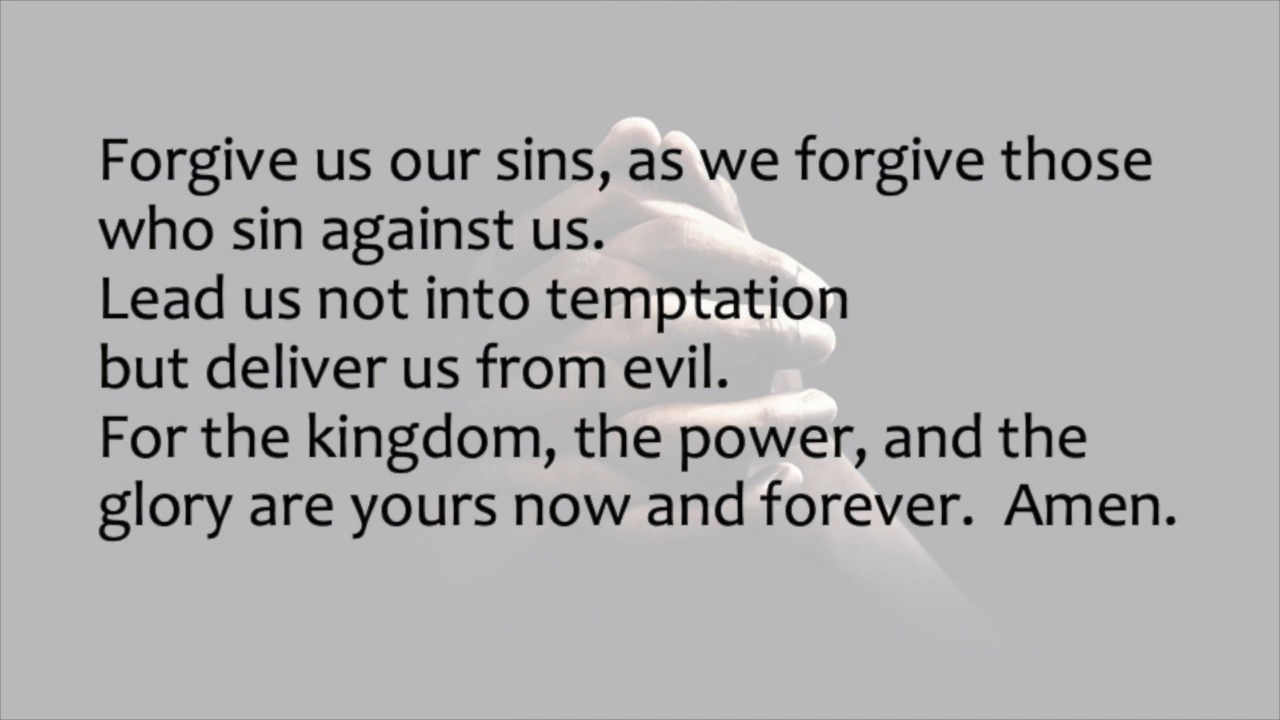 Forgive us our sins, as we forgive those
who sin against us.
Lead us not into temptation
but deliver us from evil.
For the kingdom, the power, and the
glory are yours now and forever.  Amen.